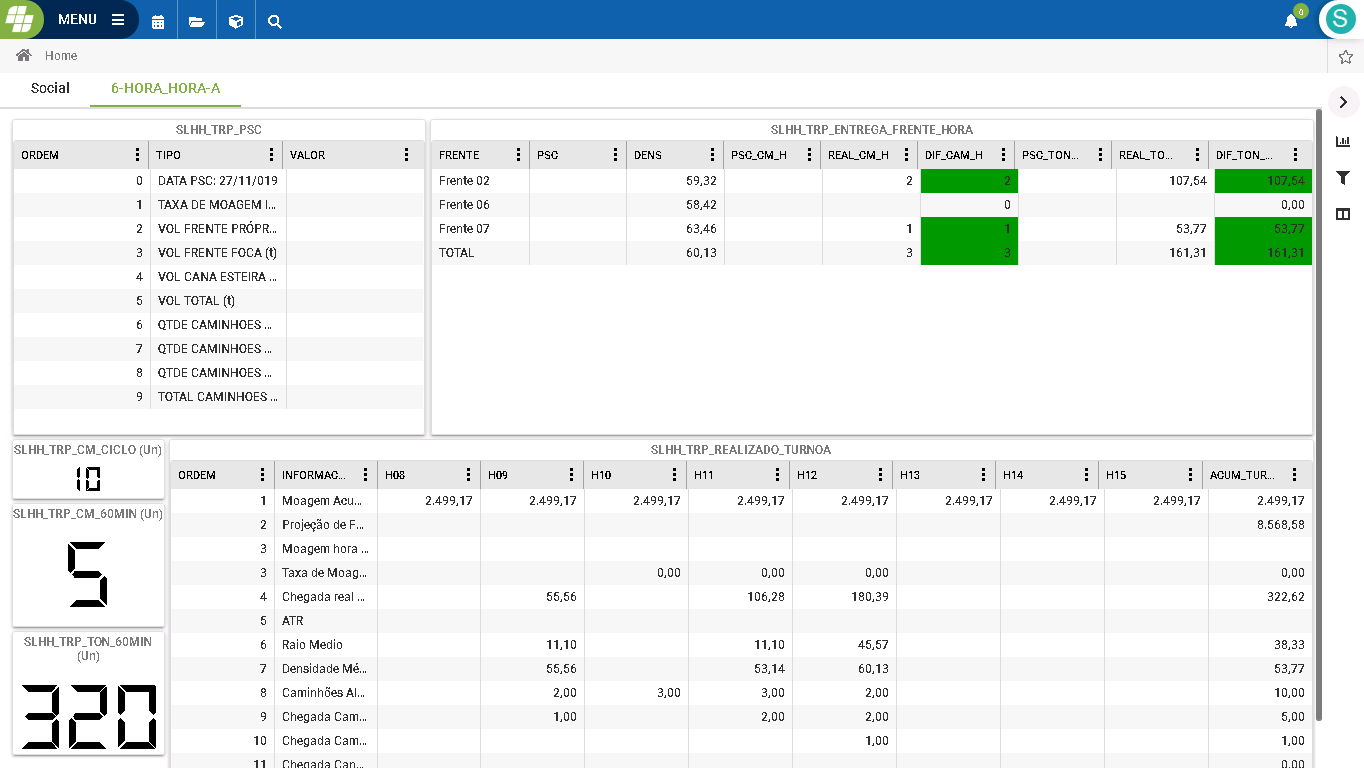 MENU
0
S
Home
Social 6-HORA_HORA-A
SLHH_TRP_PSC
ORDEM TIPO VALOR
0 DATA PSC: 27/11/019
1 TAXA DE MOAGEM I...
2 VOL FRENTE PRÓPR...
3 VOL FRENTE FOCA (t)
4 VOL CANA ESTEIRA ...
5 VOL TOTAL (t)
6 QTDE CAMINHOES ...
7 QTDE CAMINHOES ...
8 QTDE CAMINHOES ...
9 TOTAL CAMINHOES ...
SLHH_TRP_ENTREGA_FRENTE_HORA
FRENTE PSC DENS PSC_CM_H REAL_CM_H DIF_CAM_H PSC_TON... REAL_TO... DIF_TON_...
Frente 02 59,32 2 2 107,54 107,54
Frente 06 58,42 0 0,00
Frente 07 63,46 1 1 53,77 53,77
TOTAL 60,13 3 3 161,31 161,31
SLHH_TRP_CM_CICLO (Un)
10
SLHH_TRP_CM_60MIN (Un)
5
SLHH_TRP_TON_60MIN
(Un)
320
SLHH_TRP_REALIZADO_TURNOA
ORDEM INFORMAC... H08 H09 H10 H11 H12 H13 H14 H15 ACUM_TUR...
1 Moagem Acu... 2.499,17 2.499,17 2.499,17 2.499,17 2.499,17 2.499,17 2.499,17 2.499,17 2.499,17
2 Projeção de F... 8.568,58
3 Moagem hora ...
3 Taxa de Moag... 0,00 0,00 0,00 0,00
4 Chegada real ... 55,56 106,28 180,39 322,62
5 ATR
6 Raio Medio 11,10 11,10 45,57 38,33
7 Densidade Mé... 55,56 53,14 60,13 53,77
8 Caminhões Al... 2,00 3,00 3,00 2,00 10,00
9 Chegada Cam... 1,00 2,00 2,00 5,00
10 Chegada Cam... 1,00 1,00
11 Chegada Can... 0,00